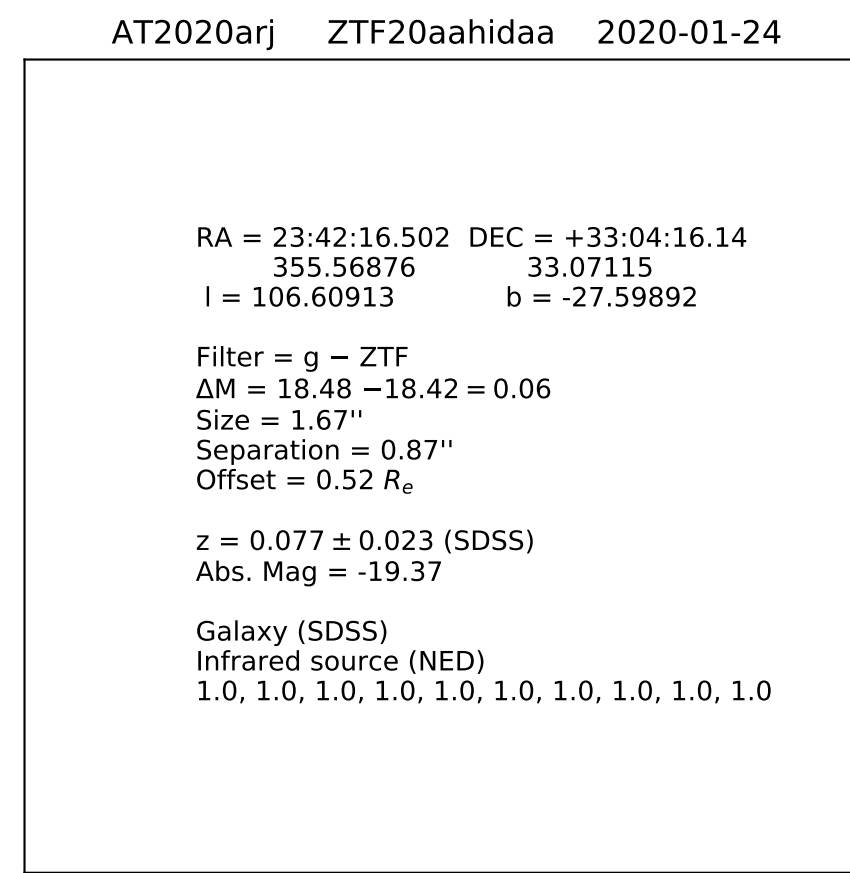 AT2020arj ZTF20aahidaa 2020-01-24
RA = 23:42:16.502 DEC = +33:04:16.14
355.56876 33.07115
l = 106.60913 b = -27.59892
Filter = g − ZTF
ΔM = 18.48 −18.42 = 0.06
Size = 1.67''
Separation = 0.87''
Offset = 0.52 Re
z = 0.077 ± 0.023 (SDSS)
Abs. Mag = -19.37
Galaxy (SDSS)
Infrared source (NED)
1.0, 1.0, 1.0, 1.0, 1.0, 1.0, 1.0, 1.0, 1.0, 1.0